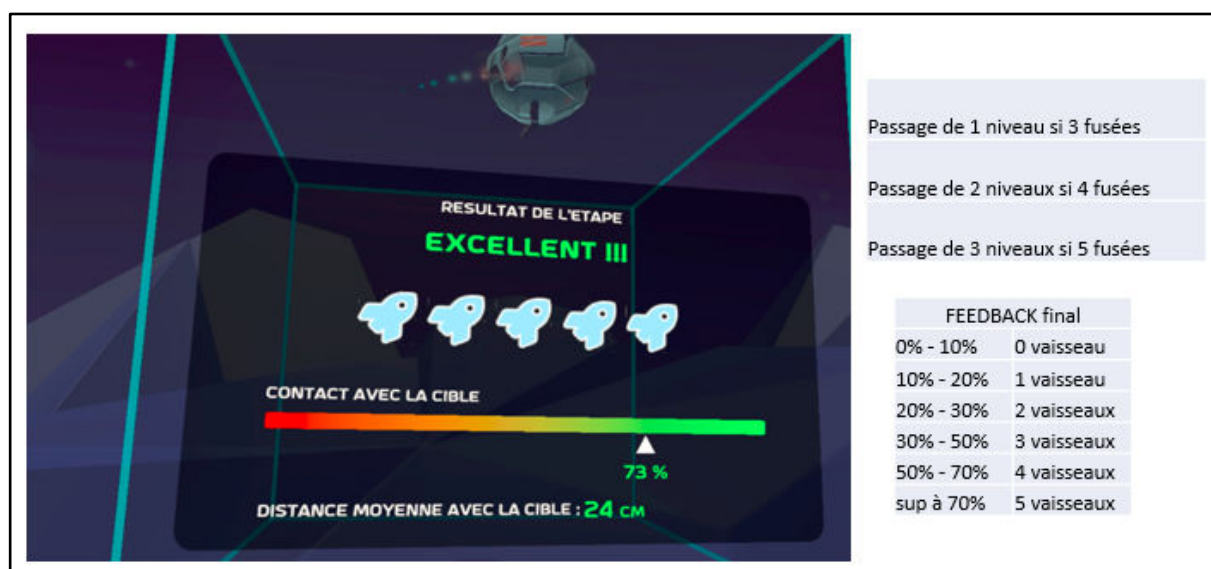 RESULTAT DE L'ETAPE
EXCELLENT !!!
CONTACT AVEC LA CIBLE
73 %
DISTANCE MOYENNE AVEC LA CIBLE : 24 CM
Passage de 1 niveau si 3 fusées
Passage de 2 niveaux si 4 fusées
Passage de 3 niveaux si 5 fusées
FEEDBACK final
0% - 10% 0 vaisseau
10% - 20% 1 vaisseau
20% - 30% 2 vaisseaux
30% - 50% 3 vaisseaux
50% - 70% 4 vaisseaux
sup à 70% 5 vaisseaux